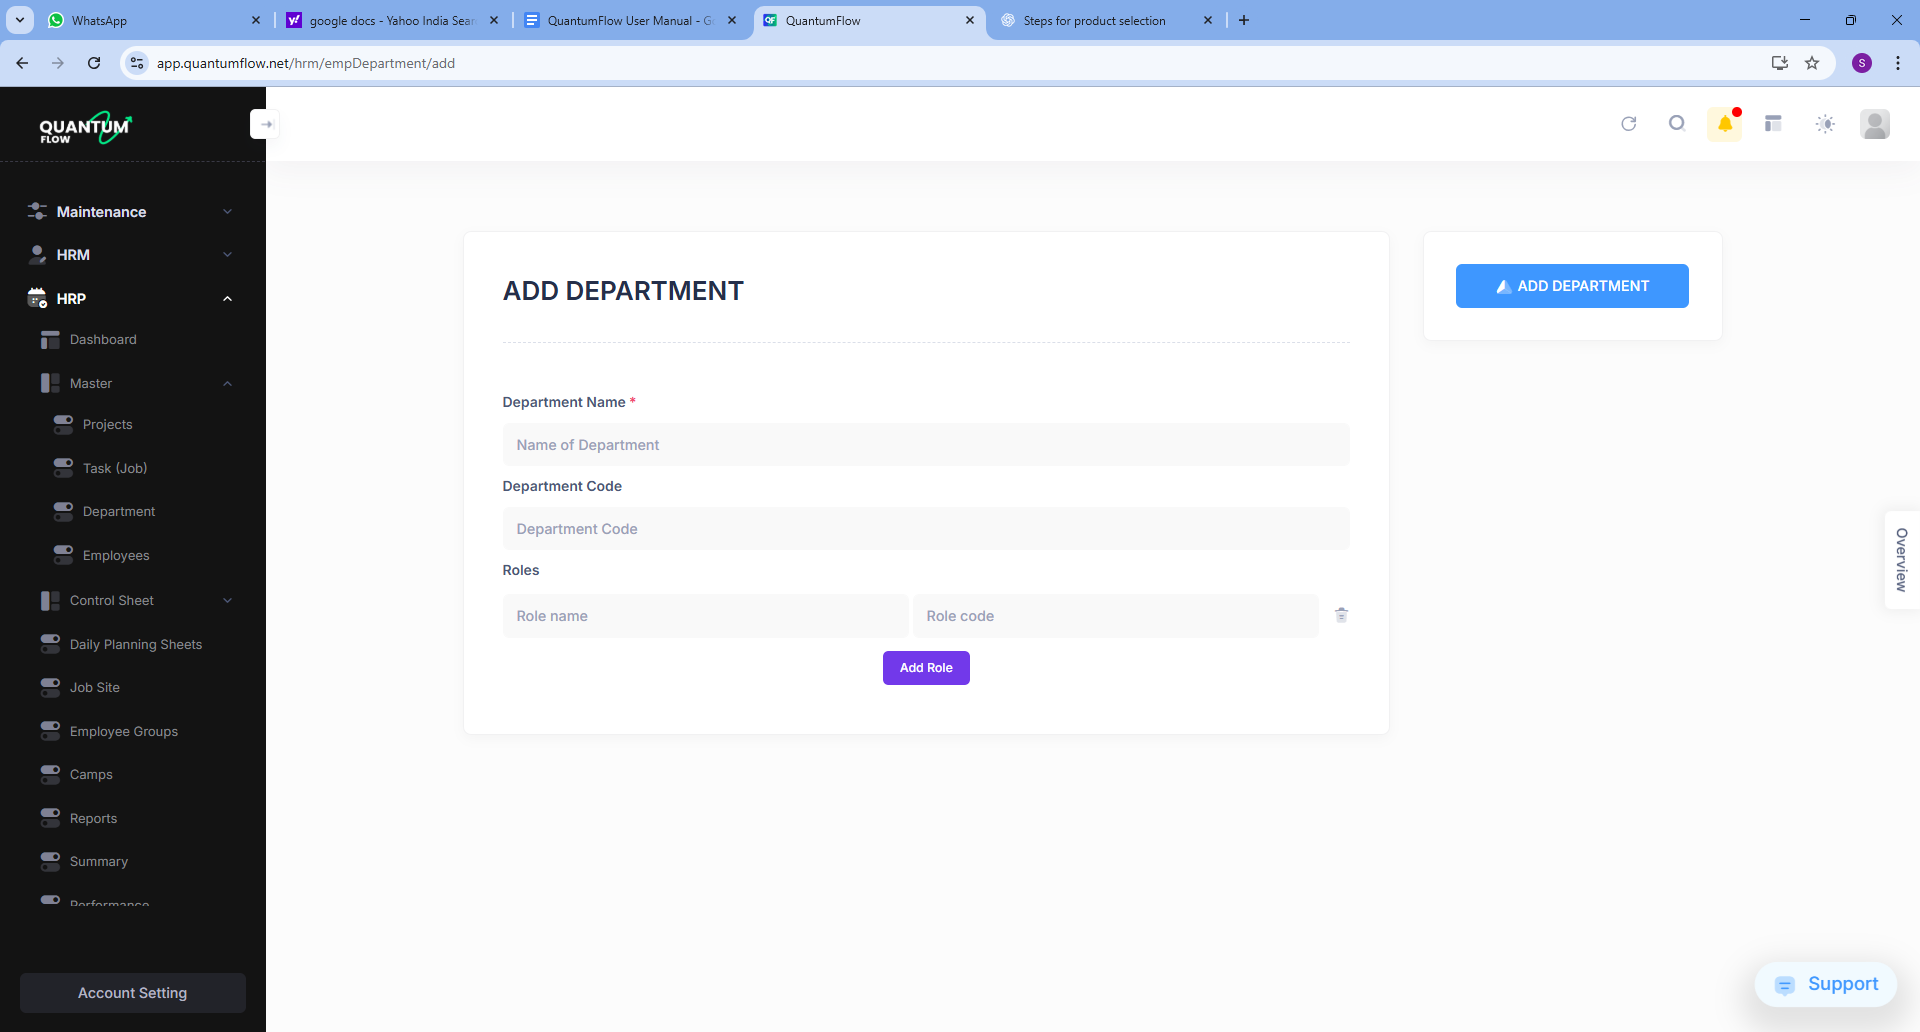 WhatsApp
google docs - Yahoo India Sear
QuantumFlow User Manual - G
QuantumFlow
Steps for product selection
app.quantumflow.net/hrm/empDepartment/add
S
QUANTUM
FLOW
Maintenance
HRM
HRP
Dashboard
Master
Projects
Task (Job)
Department
Employees
Control Sheet
Daily Planning Sheets
Job Site
Employee Groups
Camps
Reports
Summary
Performance
Account Setting
ADD DEPARTMENT
Department Name *
Name of Department
Department Code
Department Code
Roles
Role name
Role code
Add Role
ADD DEPARTMENT
Overview
Support